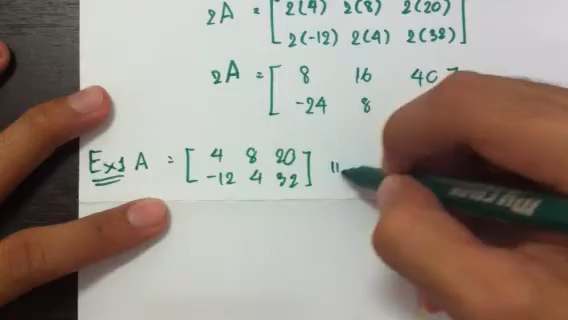 2A = [ 2(4) 2(8) 2(20)
2(-12) 2(4) 2(32) ]
2A = [ 8 16 40 ]
-24 8
Ex1 A = [ 4 8 20
-12 4 32 ] "